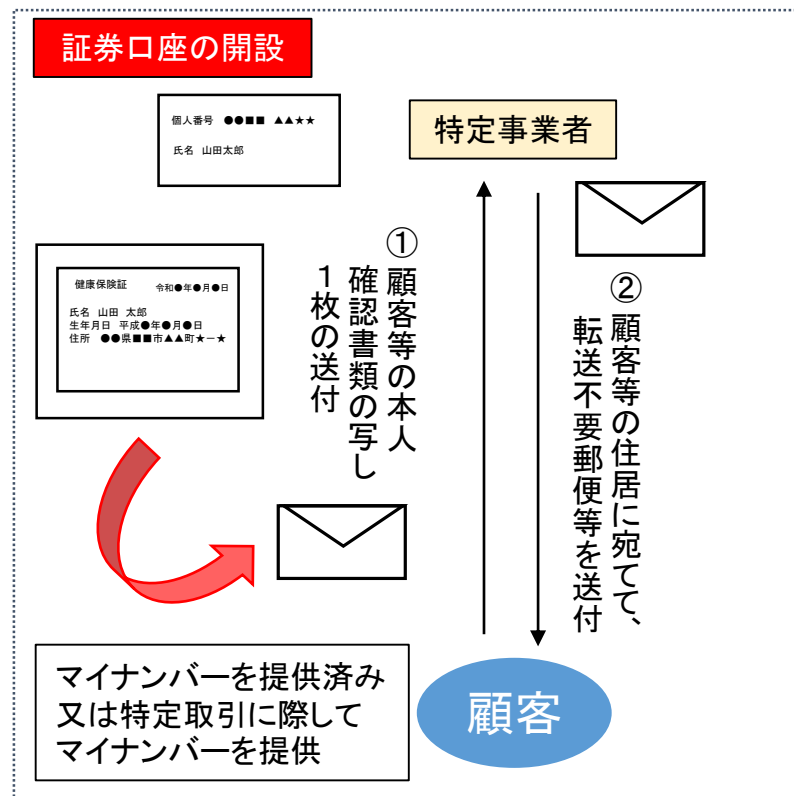 証券口座の開設
個人番号 ●●■■ ▲▲★★
氏名 山田太郎
特定事業者
健康保険証 令和●年●月●日
氏名 山田 太郎
生年月日 平成●年●月●日
住所 ●●県■■市▲▲町★－★
①顧客等の本人
確認書類の写し
１枚の送付
②顧客等の住居に宛てて、
転送不要郵便等を送付
マイナンバーを提供済み
又は特定取引に際して
マイナンバーを提供
顧客